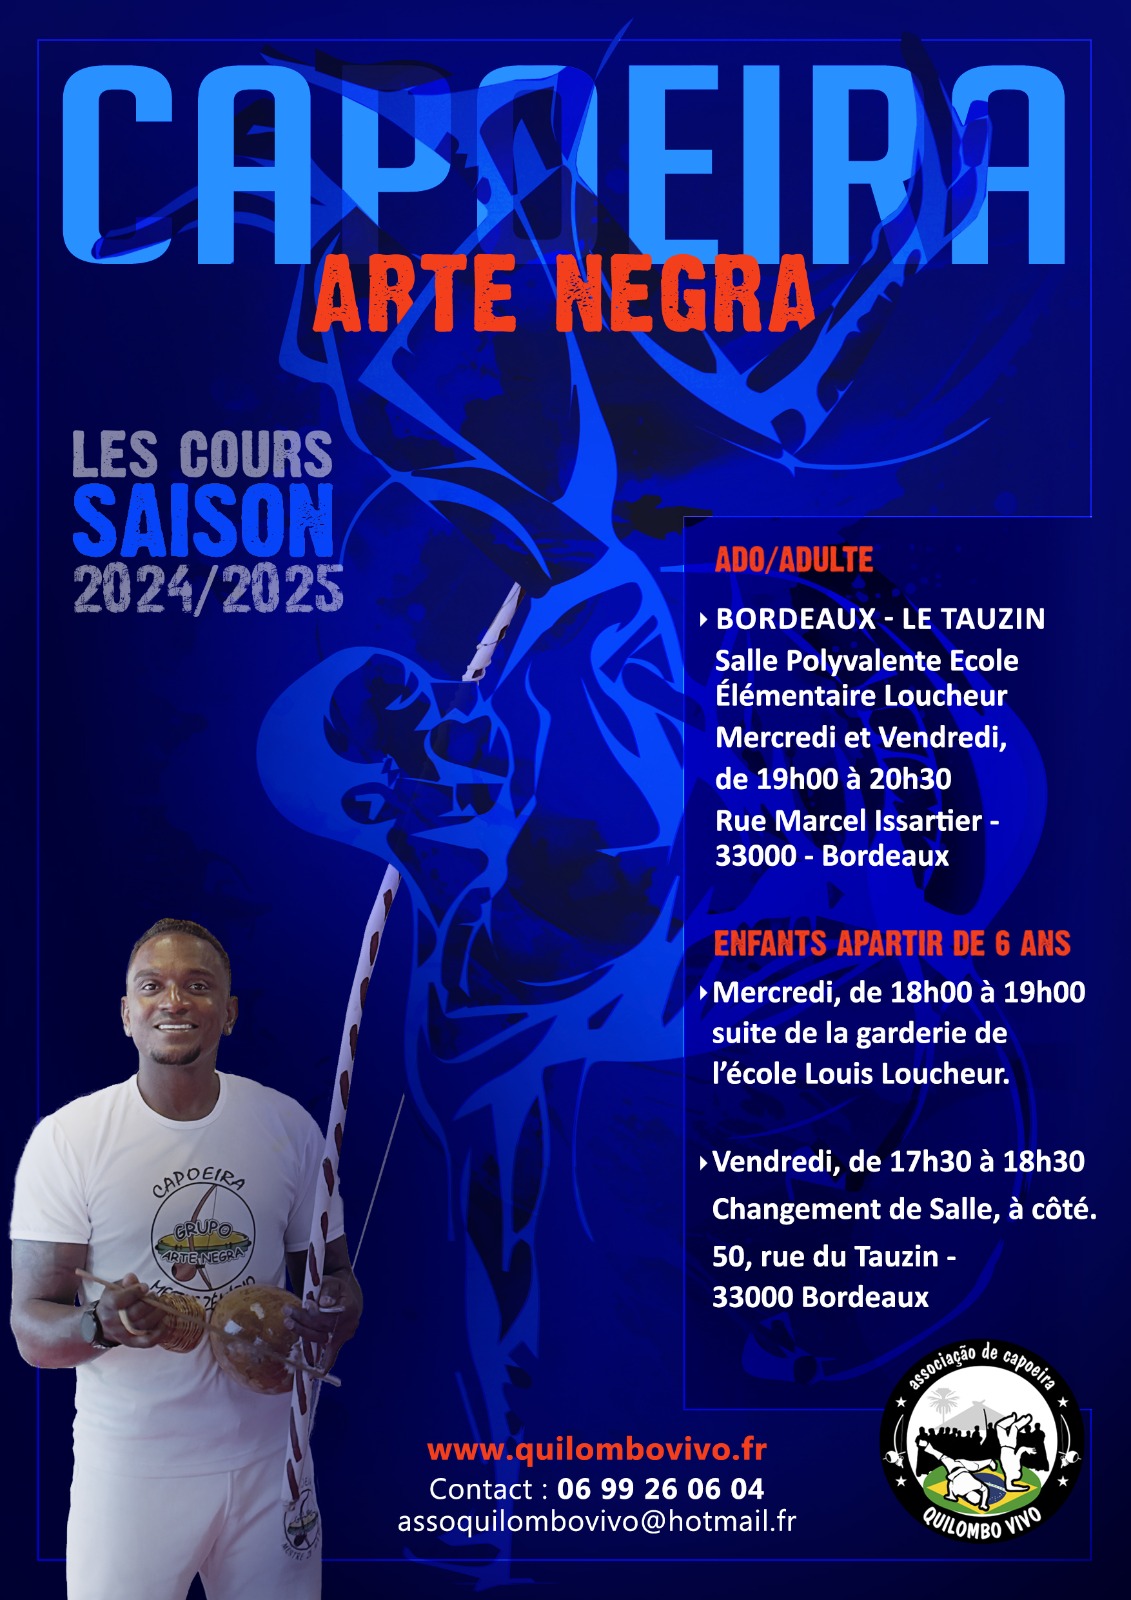 CAPOEIRA
ARTE NEGRA
LES COURS
SAISON
2024/2025
ADO/ADULTE
BORDEAUX - LE TAUZIN
Salle Polyvalente Ecole
Élémentaire Loucheur
Mercredi et Vendredi,
de 19h00 à 20h30
Rue Marcel Issartier -
33000 - Bordeaux
ENFANTS APARTIR DE 6 ANS
Mercredi, de 18h00 à 19h00
suite de la garderie de
l'école Louis Loucheur.
Vendredi, de 17h30 à 18h30
Changement de Salle, à côté.
50, rue du Tauzin -
33000 Bordeaux
CAPOEIRA
GRUPO
ARTE NEGRA
www.quilombovivo.fr
Contact : 06 99 26 06 04
assoquilombovivo@hotmail.fr
associação de capoeira
QUILOMBO VIVO